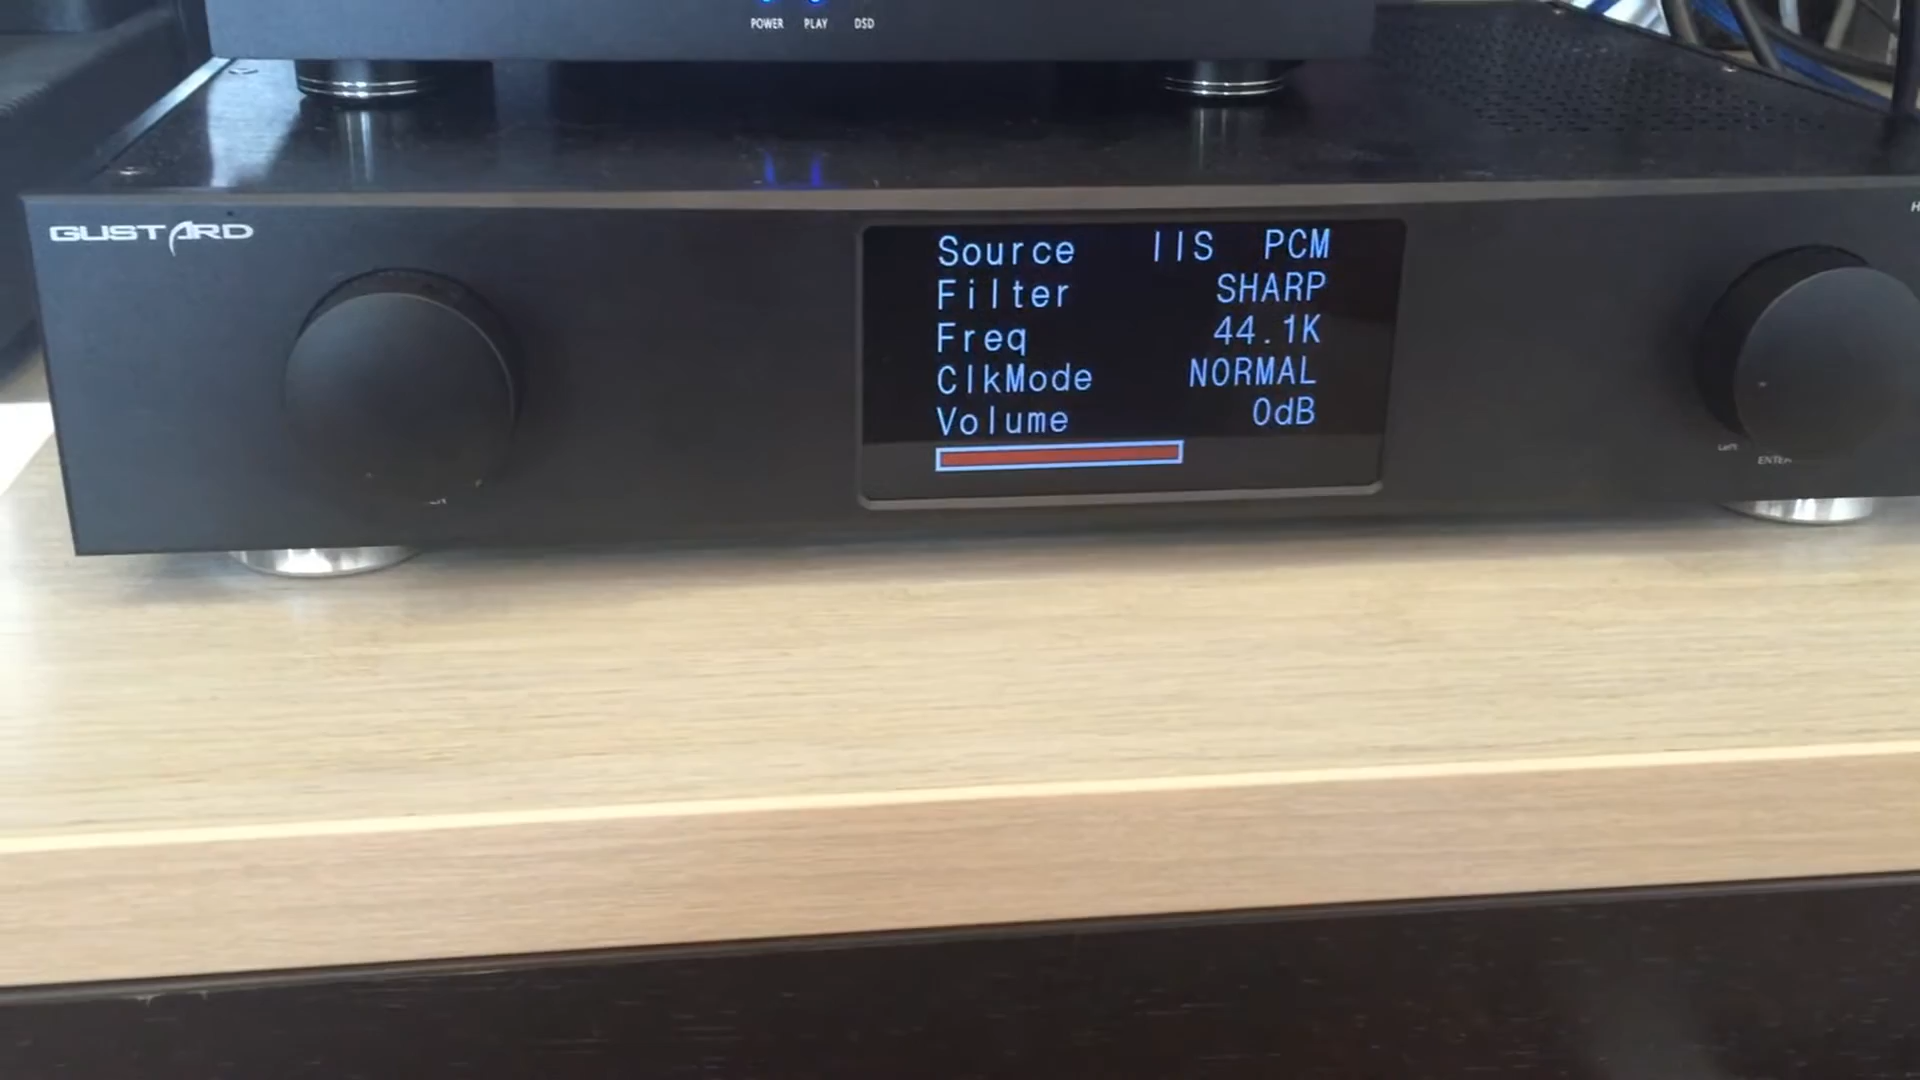 POWER PLAY DSD
GUSTARD
Source IIS PCM
Filter SHARP
Freq 44.1K
ClkMode NORMAL
Volume 0dB